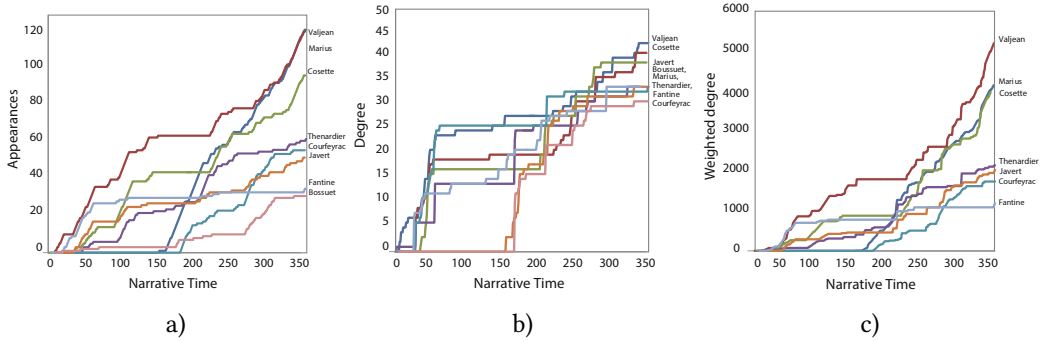 120
100
80
60
40
20
0
Appearances
0
50
100
150
200
250
300
350
Narrative Time
Valjean
Marius
Cosette
Thenardier
Courfeyrac
Javert
Fantine
Bossuet
a)
50
45
40
35
30
25
20
15
10
5
0
Degree
0
50
100
150
200
250
300
350
Narrative Time
Valjean
Cosette
Javert
Boussuet,
Marius,
Thenardier,
Fantine
Courfeyrac
b)
6000
5000
4000
3000
2000
1000
0
Weighted degree
0
50
100
150
200
250
300
350
Narrative Time
Valjean
Marius
Cosette
Thenardier
Javert
Courfeyrac
Fantine
c)